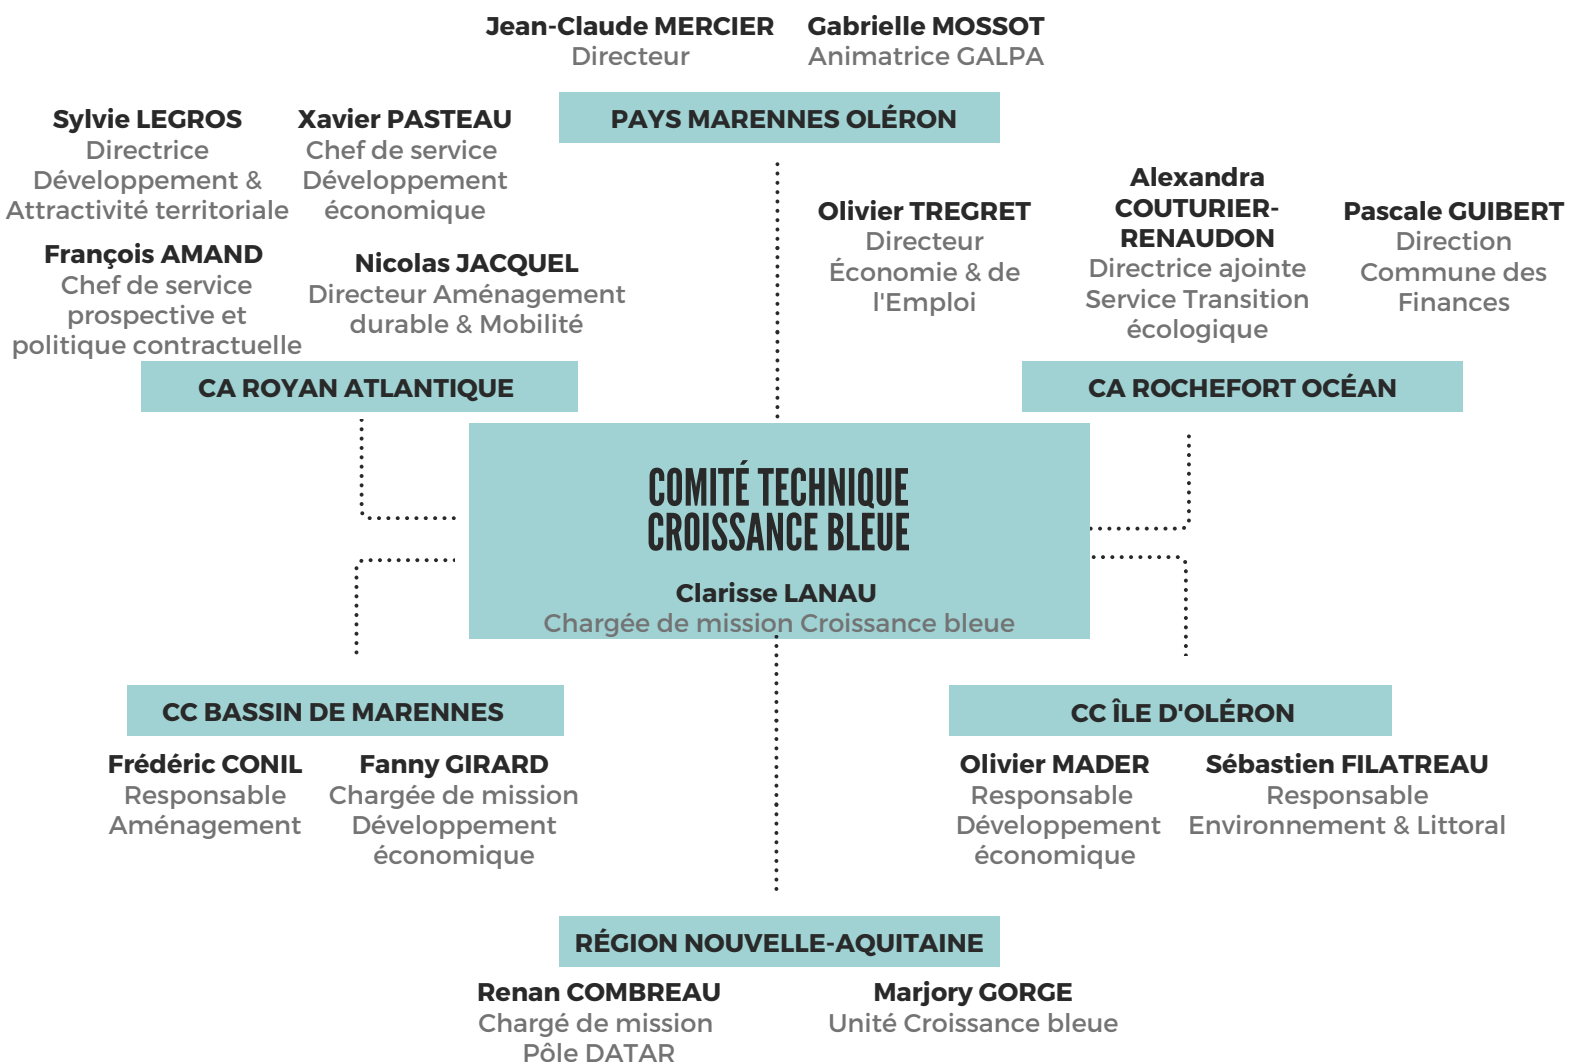 Jean-Claude MERCIER
Directeur
Gabrielle MOSSOT
Animatrice GALPA
PAYS MARENNES OLÉRON
Sylvie LEGROS
Directrice
Développement &
Attractivité territoriale
Xavier PASTEAU
Chef de service
Développement
économique
François AMAND
Chef de service
prospective et
politique contractuelle
Nicolas JACQUEL
Directeur Aménagement
durable & Mobilité
CA ROYAN ATLANTIQUE
Olivier TREGRET
Directeur
Économie & de
l'Emploi
Alexandra
COUTURIER-
RENAUDON
Directrice ajointe
Service Transition
écologique
Pascale GUIBERT
Direction
Commune des
Finances
CA ROCHEFORT OCÉAN
COMITÉ TECHNIQUE
CROISSANCE BLEUE
Clarisse LANAU
Chargée de mission Croissance bleue
CC BASSIN DE MARENNES
Frédéric CONIL
Responsable
Aménagement
Fanny GIRARD
Chargée de mission
Développement
économique
CC ÎLE D'OLÉRON
Olivier MADER
Responsable
Développement
économique
Sébastien FILATREAU
Responsable
Environnement & Littoral
RÉGION NOUVELLE-AQUITAINE
Renan COMBREAU
Chargé de mission
Pôle DATAR
Marjory GORGE
Unité Croissance bleue